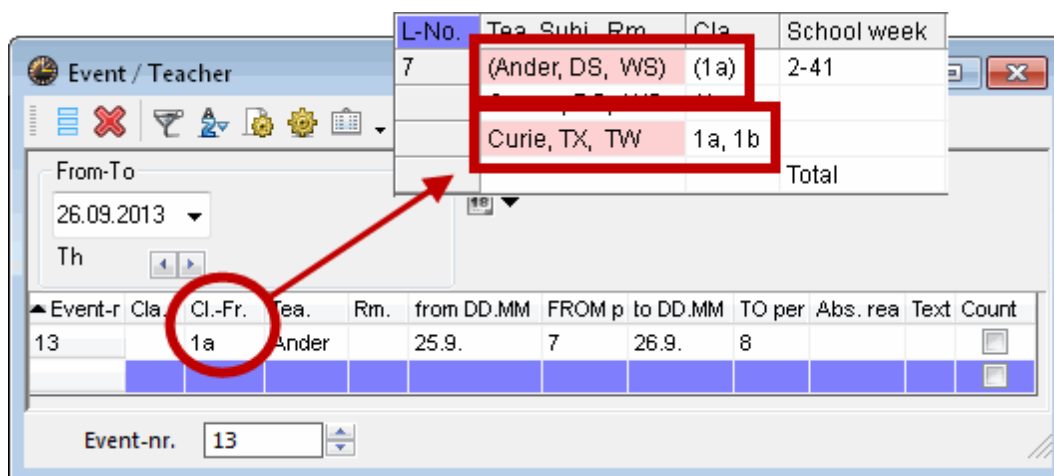 L-No. Tea, Subj., Rm. Cla. School week
7 (Ander, DS, WS) (1a) 2-41
Curie, TX, TW 1a, 1b
Total
Event / Teacher
From-To
26.09.2013
Th
18
Event-r Cla. Cl.-Fr. Tea. Rm. from DD.MM FROM p to DD.MM TO per Abs. rea Text Count
13 1a Ander 25.9. 7 26.9. 8
Event-nr. 13